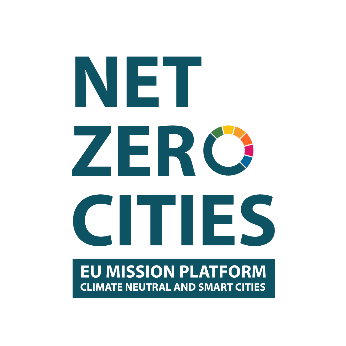 NET
ZERO
CITIES
EU MISSION PLATFORM
CLIMATE NEUTRAL AND SMART CITIES